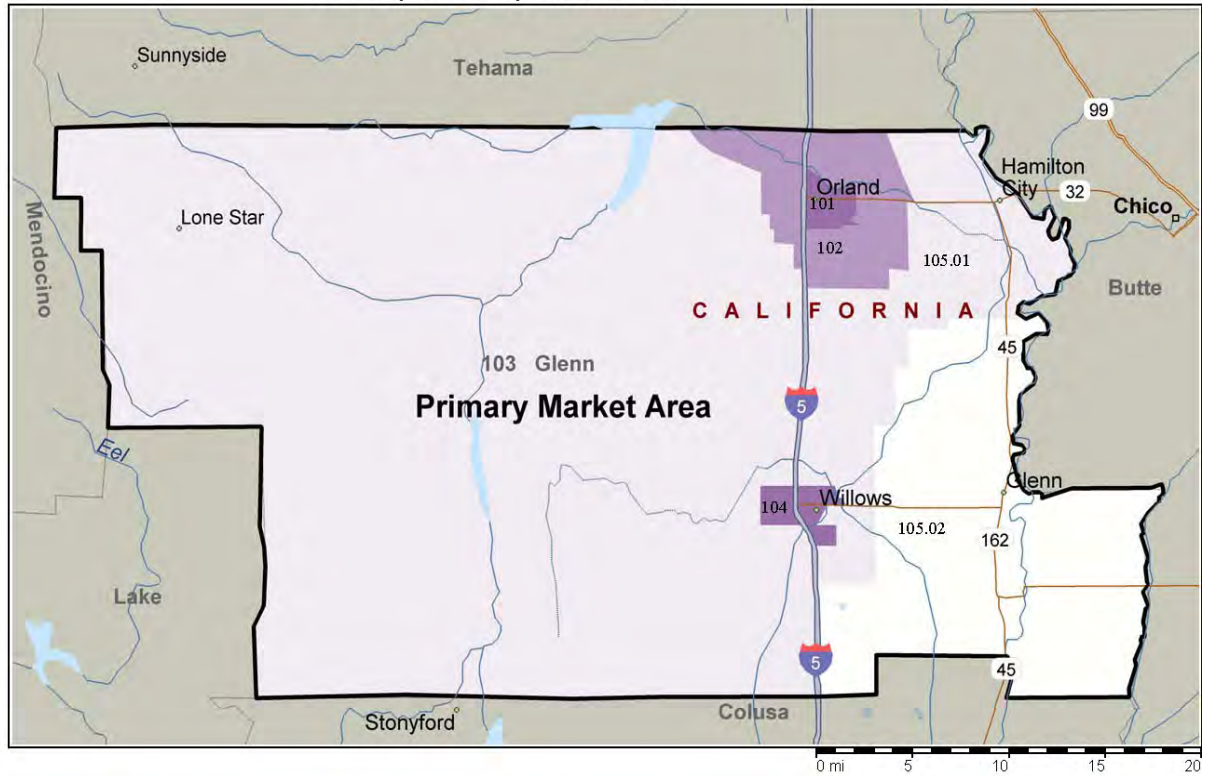 Sunnyside
Tehama
99
Hamilton
City
32
Orland
101
Chico
Lone Star
Mendocino
102
105.01
Butte
CALIFORNIA
45
103 Glenn
Primary Market Area
5
Eel
Glenn
Willows
104
105.02
162
Lake
5
45
Colusa
Stonyford
0 mi 5 10 15 20